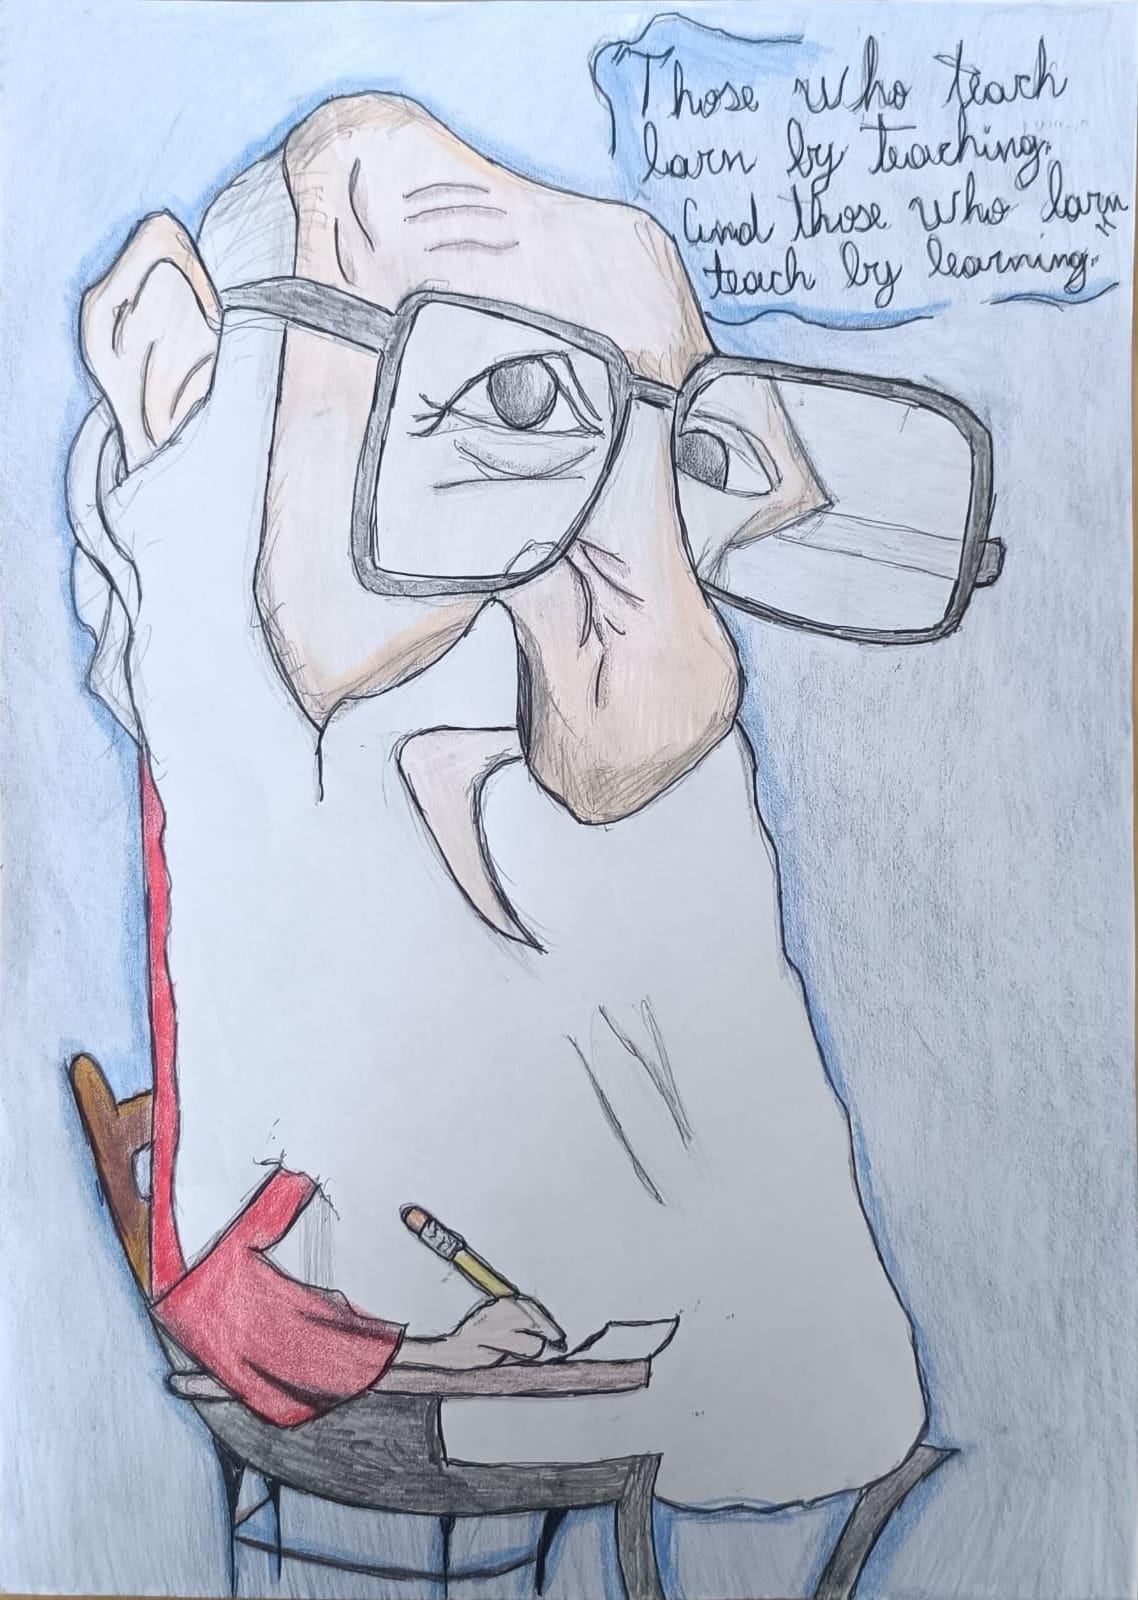 "Those who teach
larn by teaching.
And those who larn
teach by learning."